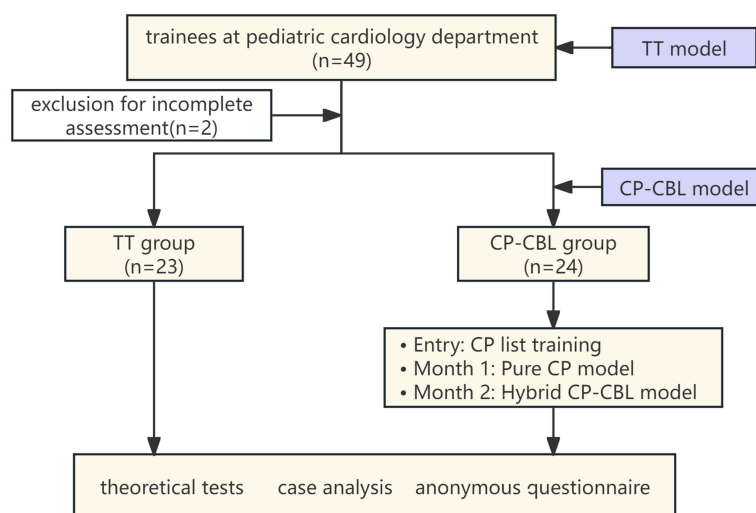 trainees at pediatric cardiology department
(n=49)
TT model
exclusion for incomplete
assessment(n=2)
CP-CBL model
TT group
(n=23)
CP-CBL group
(n=24)
• Entry: CP list training
• Month 1: Pure CP model
• Month 2: Hybrid CP-CBL model
theoretical tests case analysis anonymous questionnaire